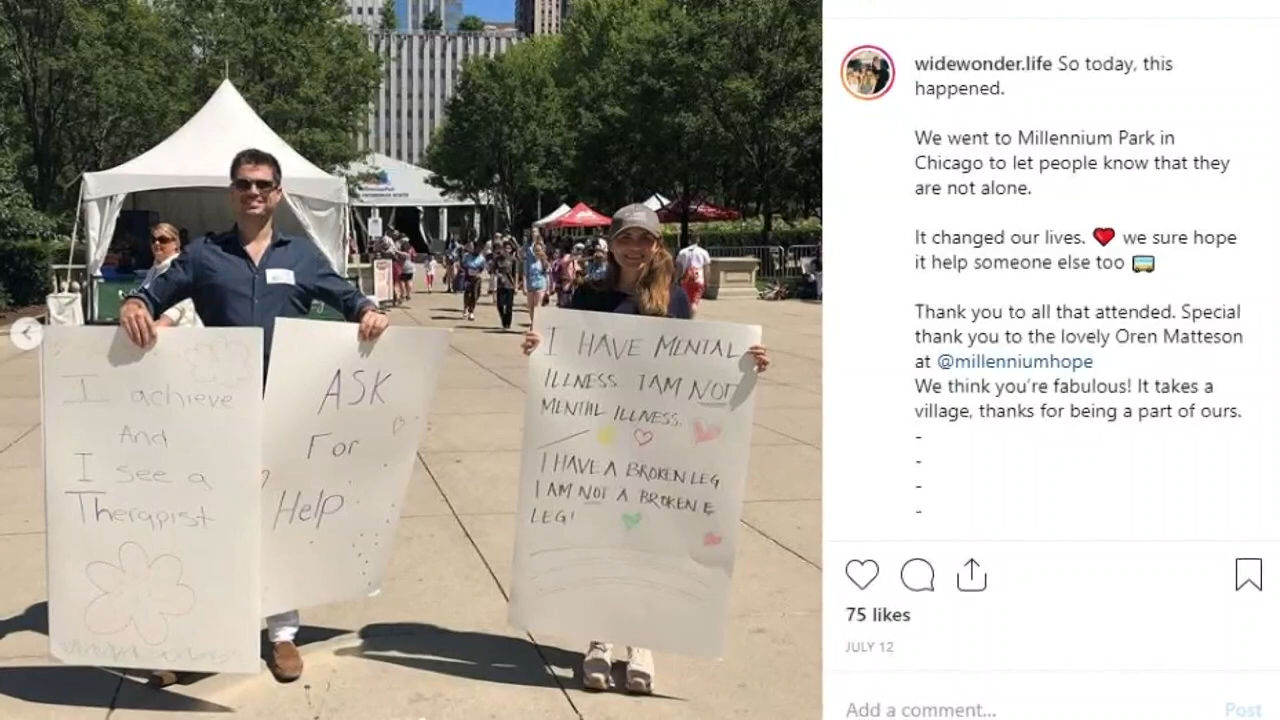 I achieve
And
I see a
Therapist
ASK
For
Help
I HAVE MENTAL
ILLNESS I AM NOT
MENTAL ILLNESS.
I HAVE A BROKEN LEG
I AM NOT A BROKEN
LEG!
widewonder.life So today, this
happened.
We went to Millennium Park in
Chicago to let people know that they
are not alone.
It changed our lives. ❤️ we sure hope
it help someone else too 🚐
Thank you to all that attended. Special
thank you to the lovely Oren Matteson
at @millenniumhope
We think you're fabulous! It takes a
village, thanks for being a part of ours.
-
-
-
-
75 likes
JULY 12
Add a comment... Post